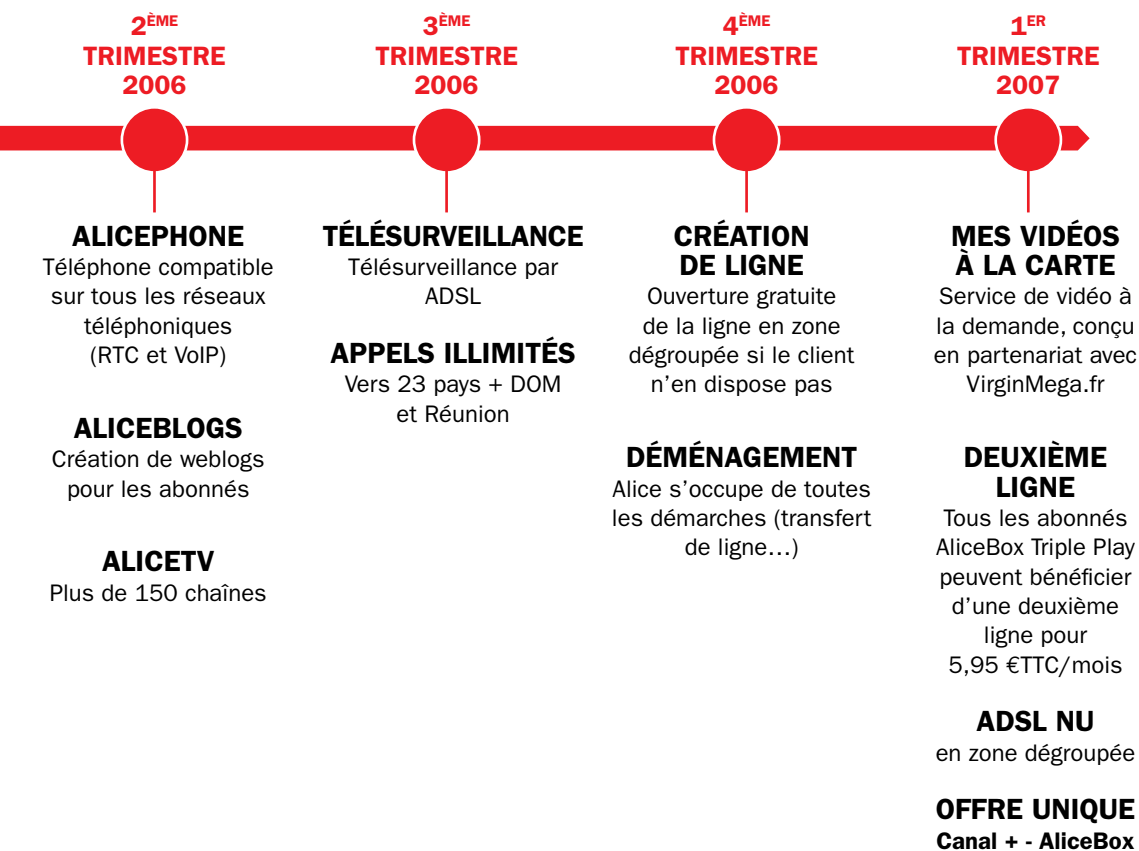 2ÈME
TRIMESTRE
2006
ALICEPHONE
Téléphone compatible
sur tous les réseaux
téléphoniques
(RTC et VoIP)
ALICEBLOGS
Création de weblogs
pour les abonnés
ALICETV
Plus de 150 chaînes
3ÈME
TRIMESTRE
2006
TÉLÉSURVEILLANCE
Télésurveillance par
ADSL
APPELS ILLIMITÉS
Vers 23 pays + DOM
et Réunion
4ÈME
TRIMESTRE
2006
CRÉATION
DE LIGNE
Ouverture gratuite
de la ligne en zone
dégroupée si le client
n’en dispose pas
DÉMÉNAGEMENT
Alice s’occupe de toutes
les démarches (transfert
de ligne…)
1ER
TRIMESTRE
2007
MES VIDÉOS
À LA CARTE
Service de vidéo à
la demande, conçu
en partenariat avec
VirginMega.fr
DEUXIÈME
LIGNE
Tous les abonnés
AliceBox Triple Play
peuvent bénéficier
d’une deuxième
ligne pour
5,95 €TTC/mois
ADSL NU
en zone dégroupée
OFFRE UNIQUE
Canal + - AliceBox